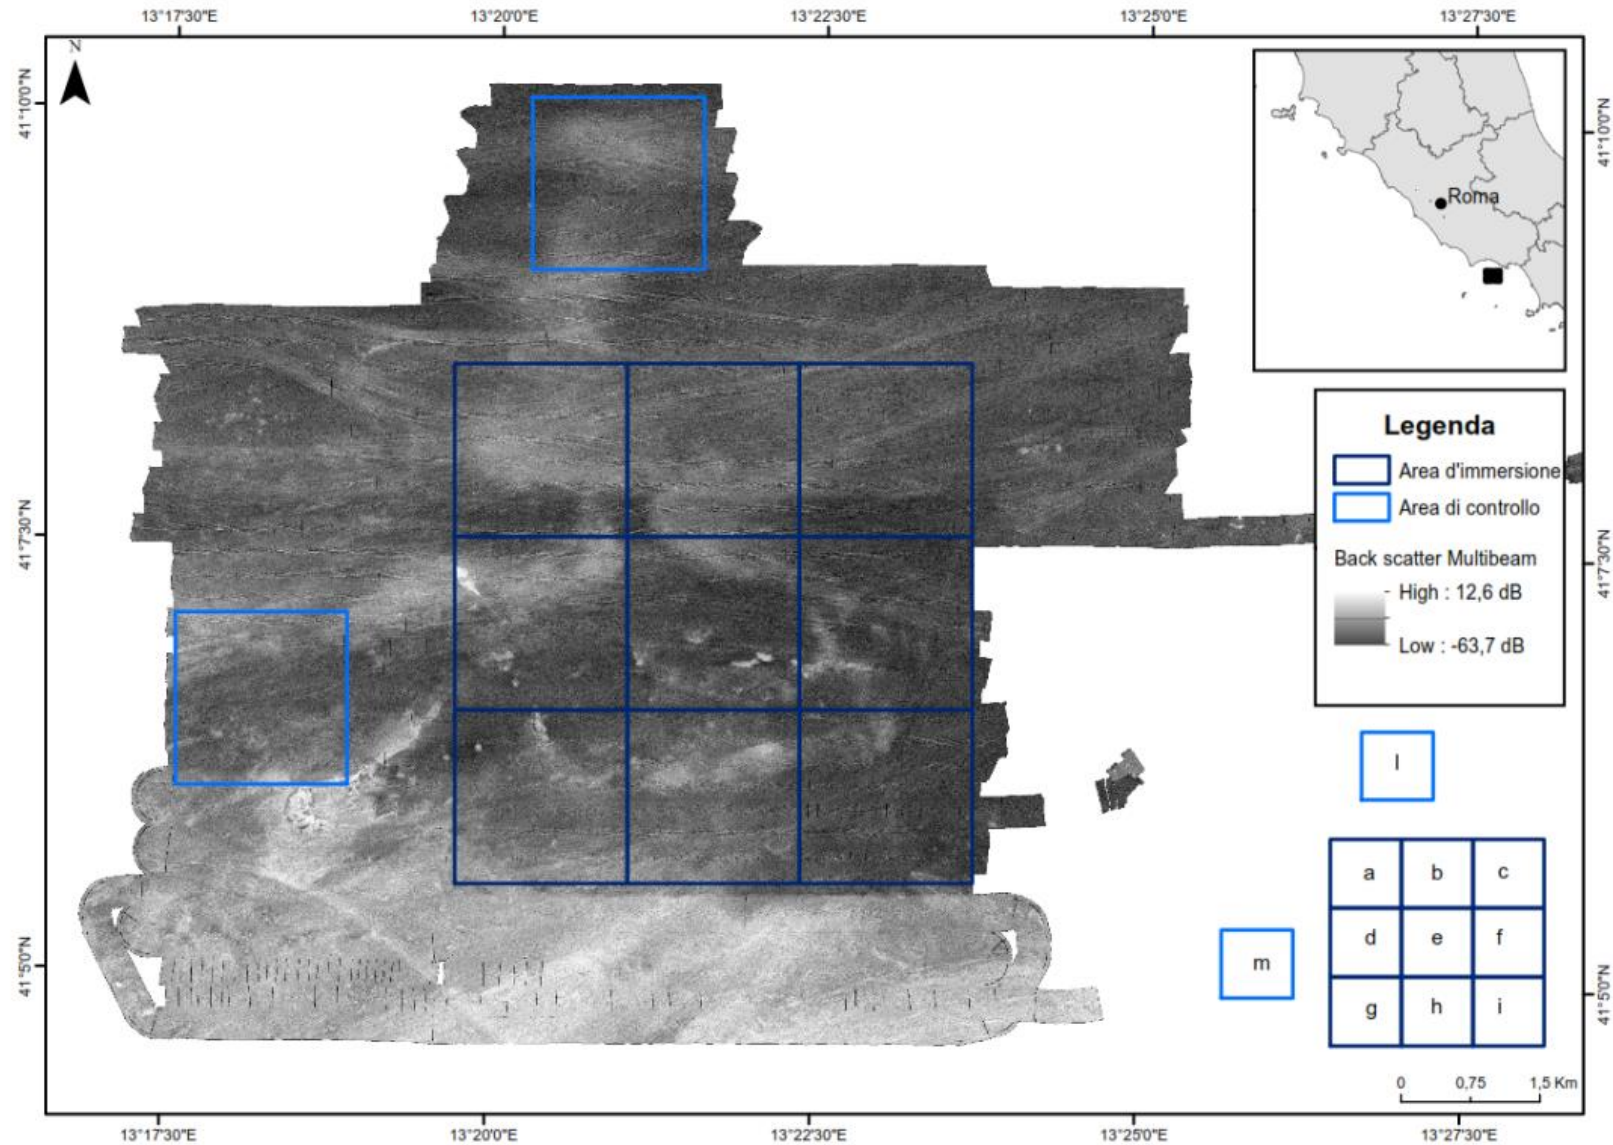 13°17'30"E 13°20'0"E 13°22'30"E 13°25'0"E 13°27'30"E
N
41°10'0"N
41°10'0"N
Roma
Legenda
Area d'immersione
Area di controllo
41°7'30"N
41°7'30"N
Back scatter Multibeam
High : 12,6 dB
Low : -63,7 dB
l
a b c
d e f
m
g h i
41°5'0"N
41°5'0"N
0 0,75 1,5 Km
13°17'30"E 13°20'0"E 13°22'30"E 13°25'0"E 13°27'30"E